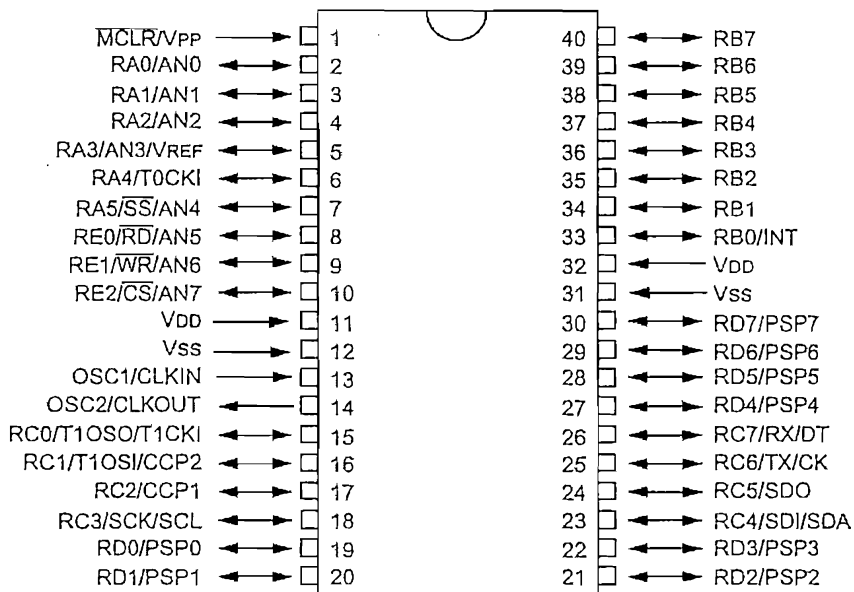 MCLR/VPP 1 40 RB7
RA0/AN0 2 39 RB6
RA1/AN1 3 38 RB5
RA2/AN2 4 37 RB4
RA3/AN3/VREF 5 36 RB3
RA4/T0CKI 6 35 RB2
RA5/SS/AN4 7 34 RB1
RE0/RD/AN5 8 33 RB0/INT
RE1/WR/AN6 9 32 VDD
RE2/CS/AN7 10 31 VSS
VDD 11 30 RD7/PSP7
VSS 12 29 RD6/PSP6
OSC1/CLKIN 13 28 RD5/PSP5
OSC2/CLKOUT 14 27 RD4/PSP4
RC0/T1OSO/T1CKI 15 26 RC7/RX/DT
RC1/T1OSI/CCP2 16 25 RC6/TX/CK
RC2/CCP1 17 24 RC5/SDO
RC3/SCK/SCL 18 23 RC4/SDI/SDA
RD0/PSP0 19 22 RD3/PSP3
RD1/PSP1 20 21 RD2/PSP2